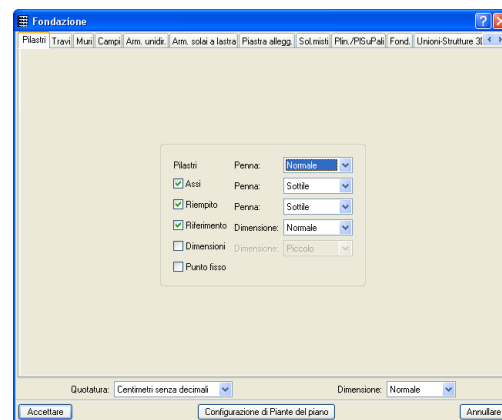 Fondazione
Pilastri Travi Muri Campi Arm. unidir. Arm. solai a lastra Piastra allegg. Sol.misti Plin./PlSuPali Fond. Unioni-Strutture 3D
Pilastri Penna: Normale
Assi Penna: Sottile
Riempito Penna: Sottile
Riferimento Dimensione: Normale
Dimensioni Dimensione: Piccolo
Punto fisso
Quotatura: Centimetri senza decimali Dimensione: Normale
Accettare Configurazione di Piante del piano Annullare